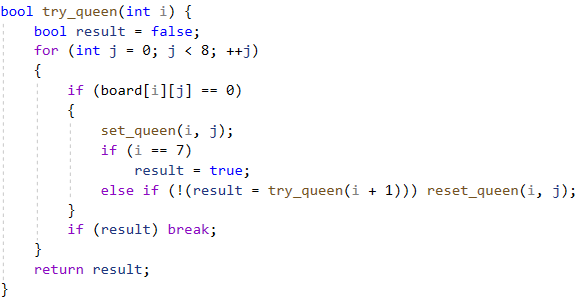 bool try_queen(int i) {
    bool result = false;
    for (int j = 0; j < 8; ++j)
    {
        if (board[i][j] == 0)
        {
            set_queen(i, j);
            if (i == 7)
                result = true;
            else if (!(result = try_queen(i + 1))) reset_queen(i, j);
        }
        if (result) break;
    }
    return result;
}